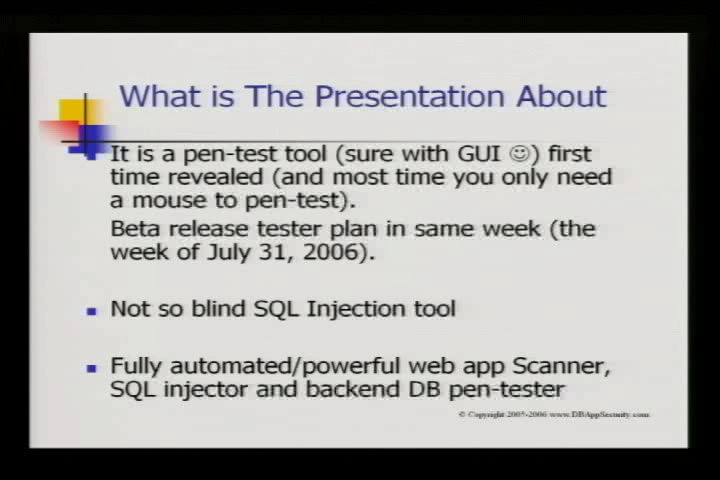 What is The Presentation About
It is a pen-test tool (sure with GUI ☺) first
time revealed (and most time you only need
a mouse to pen-test).
Beta release tester plan in same week (the
week of July 31, 2006).
Not so blind SQL Injection tool
Fully automated/powerful web app Scanner,
SQL injector and backend DB pen-tester
© Copyright 2005-2006 www.DBAppSecurity.com